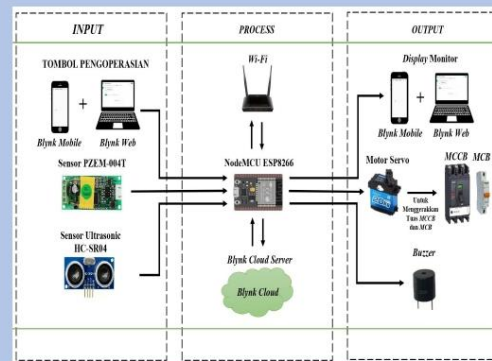 INPUT
TOMBOL PENGOPERASIAN
+
Blynk Mobile
Blynk Web
Sensor PZEM-004T
Sensor Ultrasonic
HC-SR04
PROCESS
Wi-Fi
NodeMCU ESP8266
Blynk Cloud Server
Blynk Cloud
OUTPUT
Display Monitor
+
Blynk Mobile
Blynk Web
Motor Servo
MCCB
MCB
Untuk
Menggerakkan
Tuas MCCB
dan MCB
Buzzer